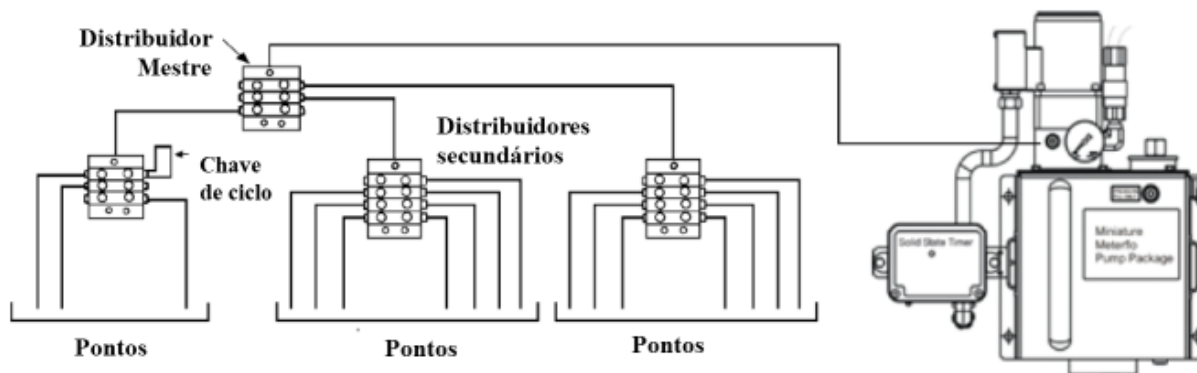 Distribuidor
Mestre
Distribuidores
secundários
Chave
de ciclo
Solid State Timer
Miniature
Meterflo
Pump Package
Pontos
Pontos
Pontos